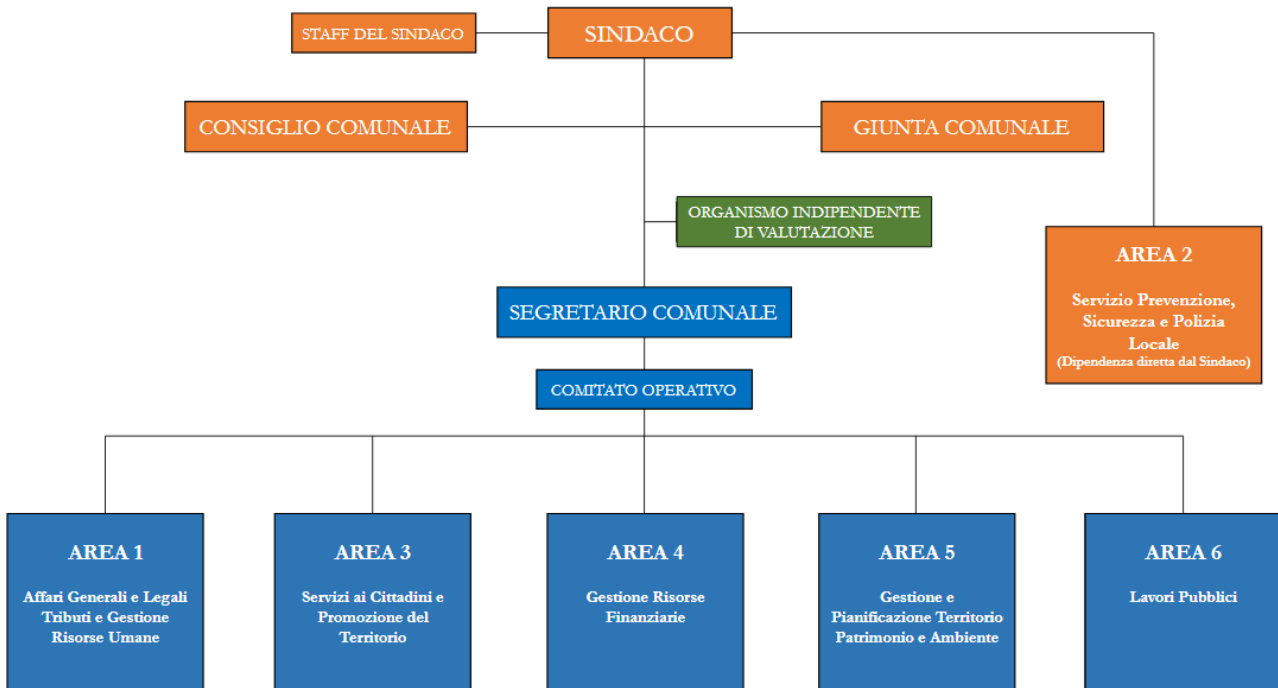 STAFF DEL SINDACO
SINDACO
CONSIGLIO COMUNALE
GIUNTA COMUNALE
ORGANISMO INDIPENDENTE
DI VALUTAZIONE
AREA 2
Servizio Prevenzione,
Sicurezza e Polizia
Locale
(Dipendenza diretta dal Sindaco)
SEGRETARIO COMUNALE
COMITATO OPERATIVO
AREA 1
Affari Generali e Legali
Tributi e Gestione
Risorse Umane
AREA 3
Servizi ai Cittadini e
Promozione del
Territorio
AREA 4
Gestione Risorse
Finanziarie
AREA 5
Gestione e
Pianificazione Territorio
Patrimonio e Ambiente
AREA 6
Lavori Pubblici